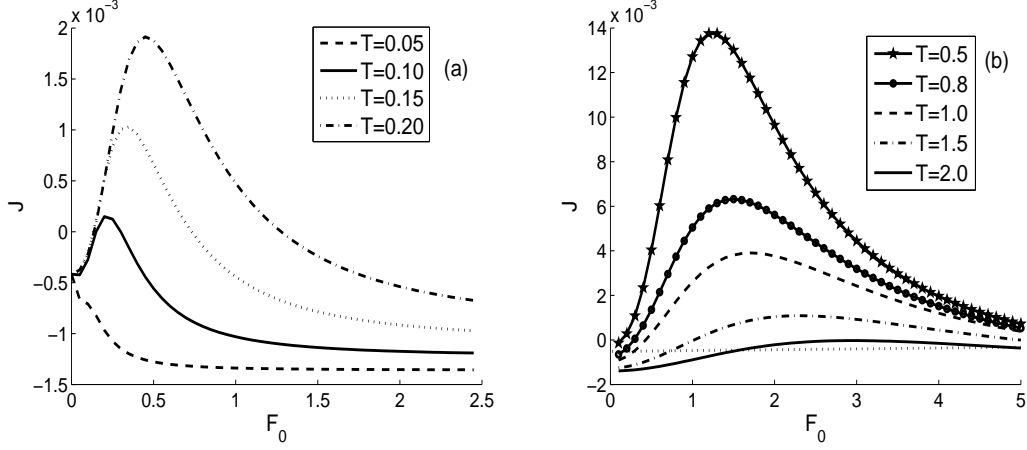 x 10⁻³
2
1.5
1
0.5
0
−0.5
−1
−1.5
J
0 0.5 1 1.5 2 2.5
F₀
T=0.05
T=0.10
T=0.15
T=0.20
(a)
x 10⁻³
14
12
10
8
6
4
2
0
−2
J
0 1 2 3 4 5
F₀
T=0.5
T=0.8
T=1.0
T=1.5
T=2.0
(b)